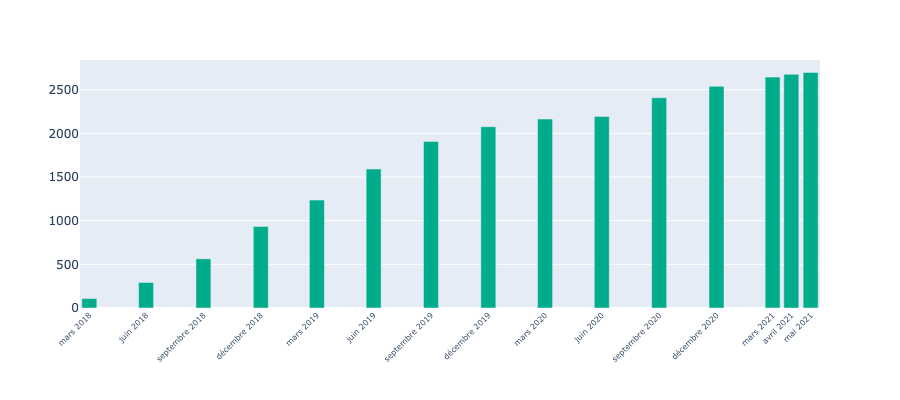 2500
2000
1500
1000
500
0
mars 2018
juin 2018
septembre 2018
décembre 2018
mars 2019
juin 2019
septembre 2019
décembre 2019
mars 2020
juin 2020
septembre 2020
décembre 2020
mars 2021
avril 2021
mai 2021